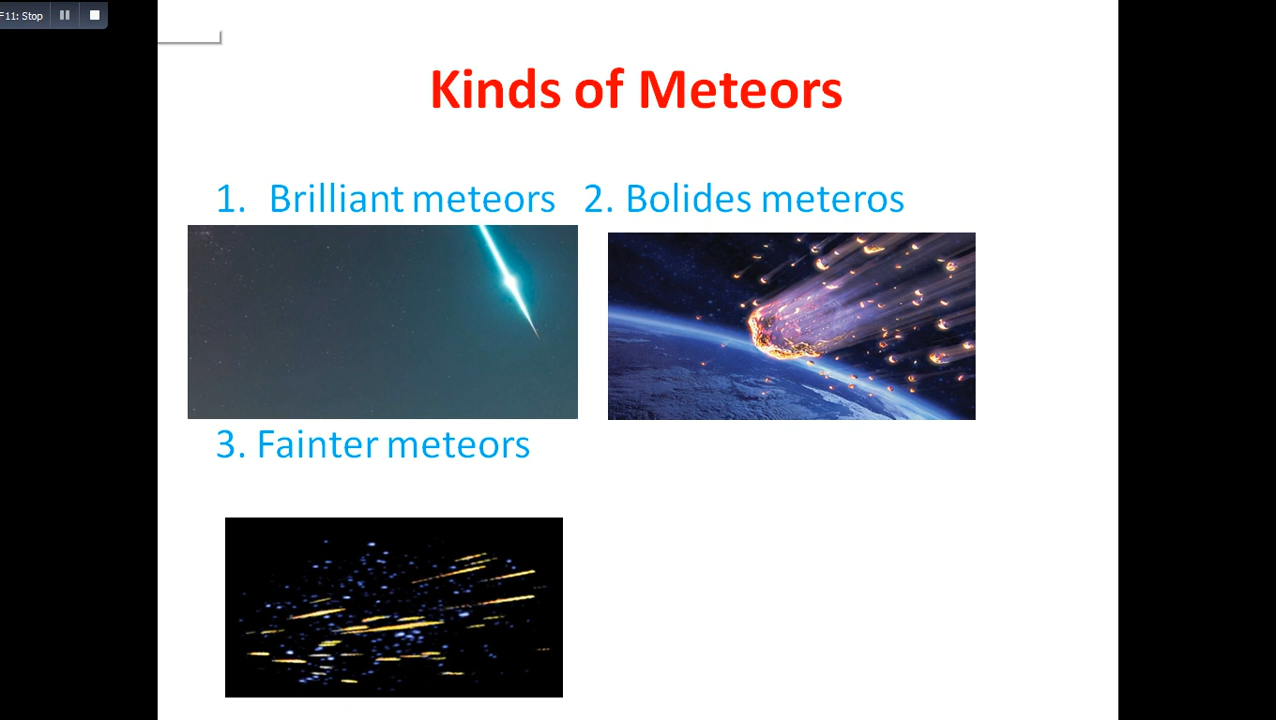 F11: Stop
Kinds of Meteors
1. Brilliant meteors 2. Bolides meteros
3. Fainter meteors